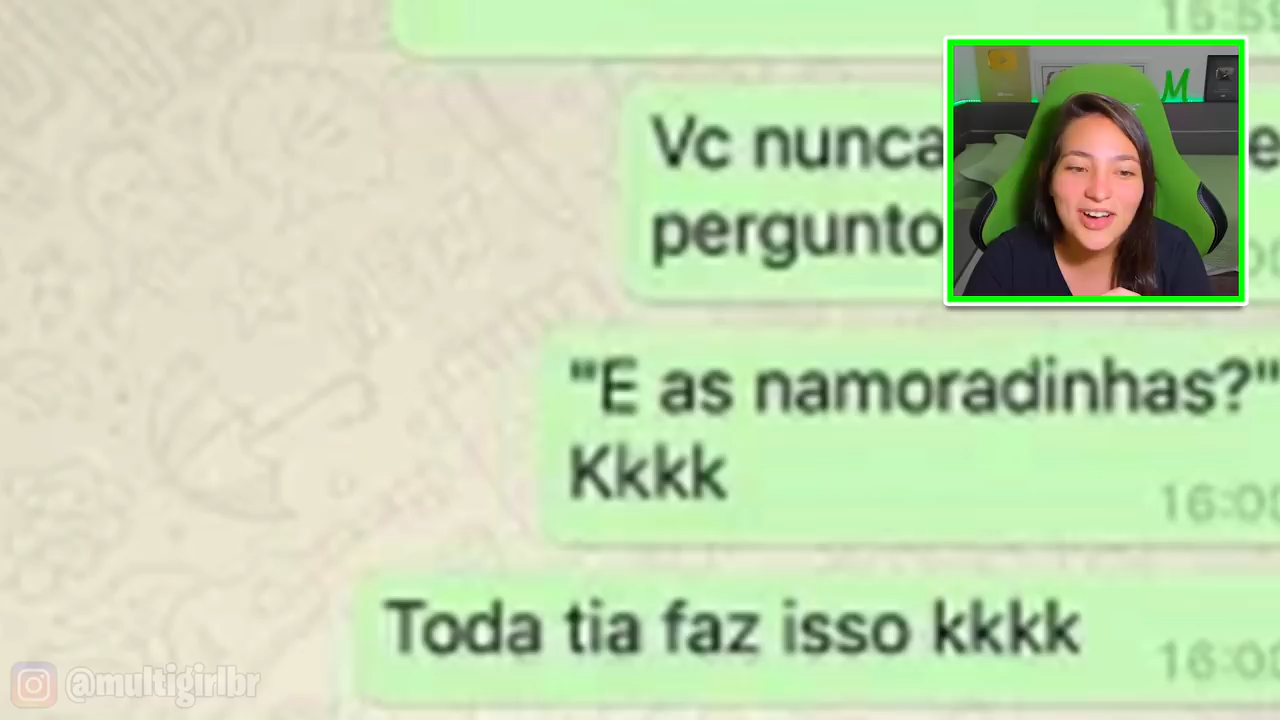 Vc nunca
pergunto
"E as namoradinhas?"
Kkkk
Toda tia faz isso kkkk
M
@multigirlbr